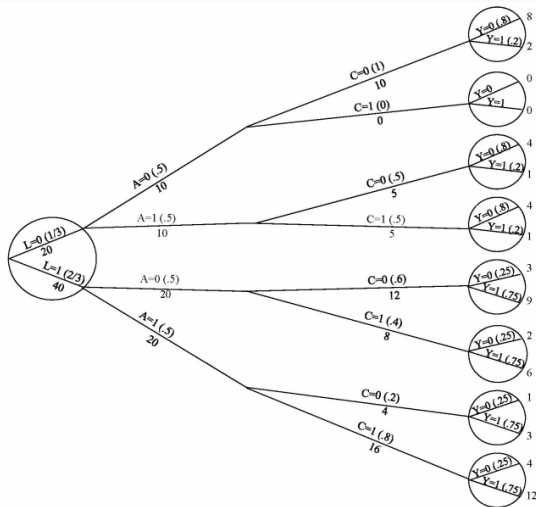 Y=0 (.8) 8
Y=1 (.2) 2
C=0 (1)
10
Y=0 0
Y=1 0
C=1 (0)
0
A=0 (.5)
10
Y=0 (.8) 4
Y=1 (.2) 1
C=0 (.5)
5
A=1 (.5)
10
C=1 (.5)
5
Y=0 (.8) 4
Y=1 (.2) 1
L=0 (1/3)
20
L=1 (2/3)
40
A=0 (.5)
20
C=0 (.6)
12
Y=0 (.25) 3
Y=1 (.75) 9
C=1 (.4)
8
Y=0 (.25) 2
Y=1 (.75) 6
A=1 (.5)
20
C=0 (.2)
4
Y=0 (.25) 1
Y=1 (.75) 3
C=1 (.8)
16
Y=0 (.25) 4
Y=1 (.75) 12